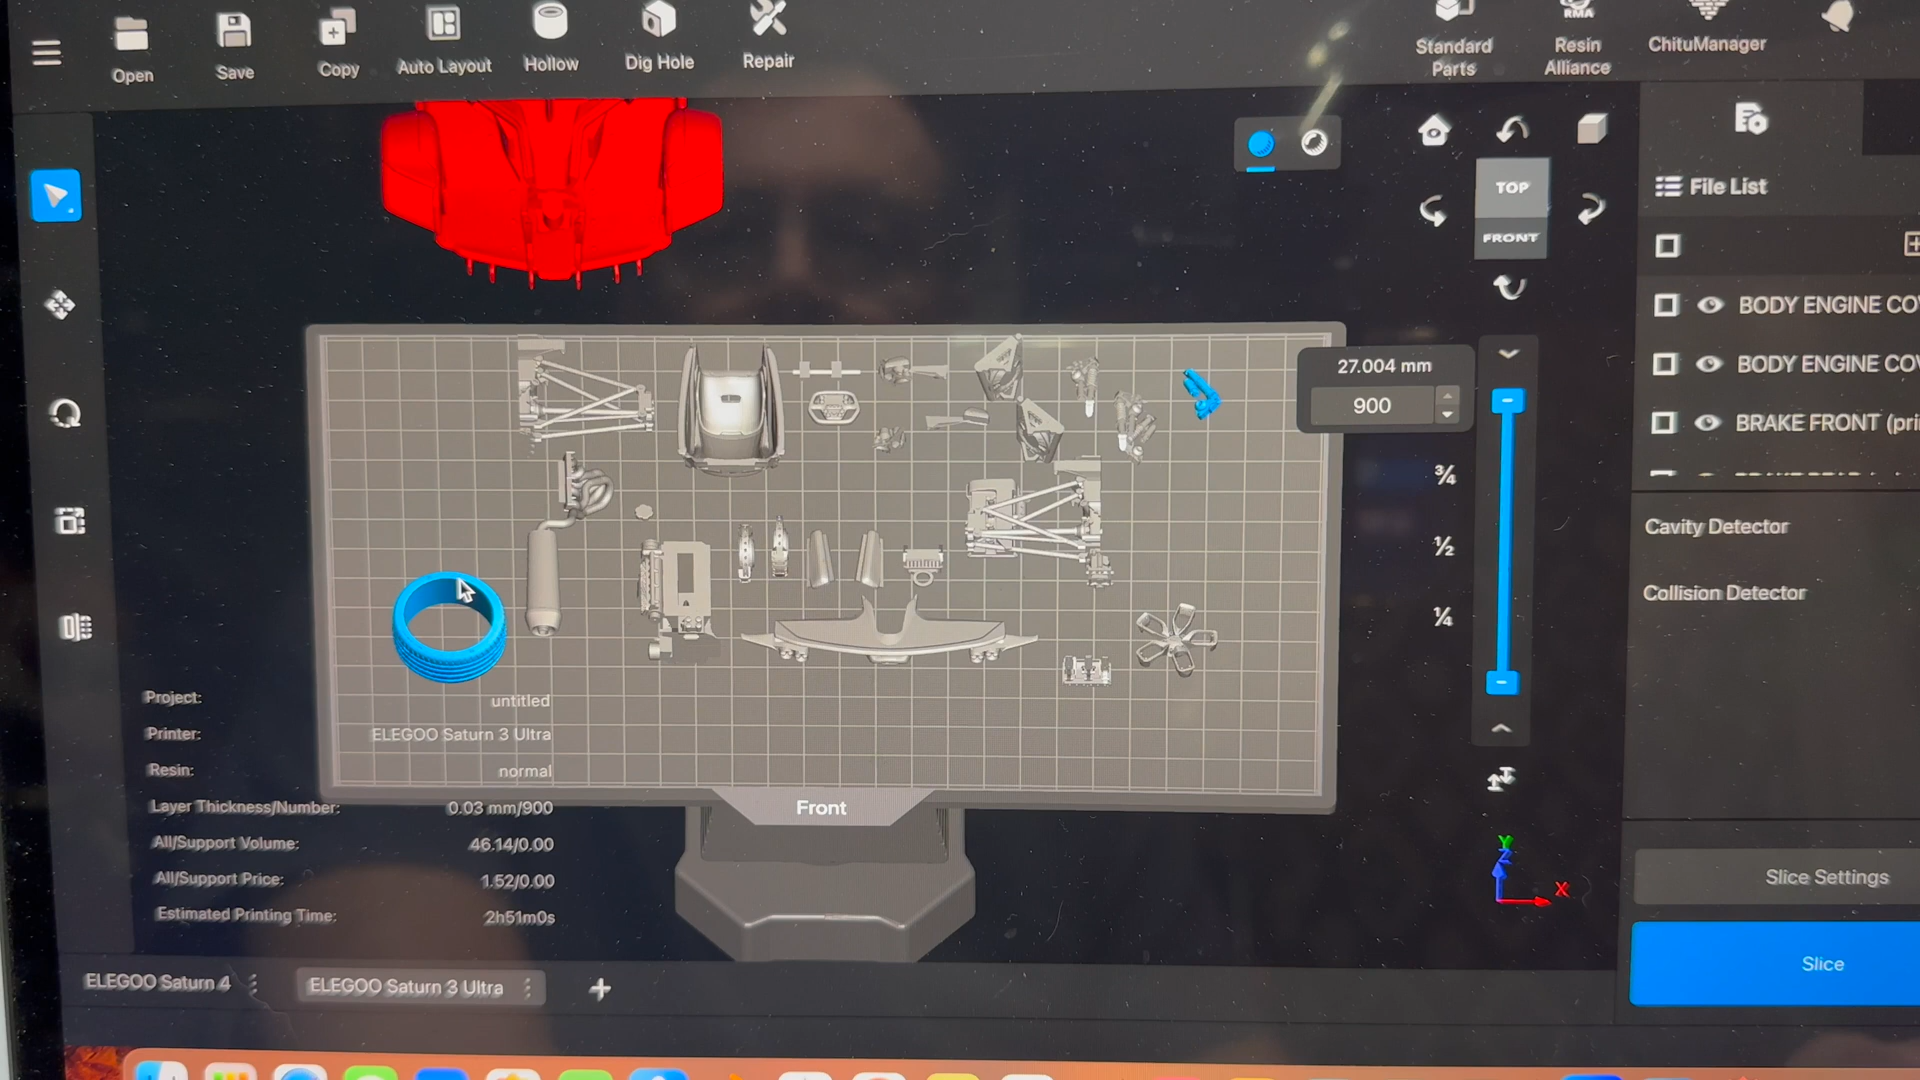 Open
Save
Copy
Auto Layout
Hollow
Dig Hole
Repair
Standard
Parts
RMA
Resin
Alliance
ChituManager
TOP
FRONT
File List
BODY ENGINE CO
BODY ENGINE CO
BRAKE FRONT (pri
27.004 mm
900
3/4
1/2
1/4
Cavity Detector
Collision Detector
Project: untitled
Printer: ELEGOO Saturn 3 Ultra
Resin: normal
Layer Thickness/Number: 0.03 mm/900
All/Support Volume: 46.14/0.00
All/Support Price: 1.52/0.00
Estimated Printing Time: 2h51m0s
Front
Y
Z
X
Slice Settings
Slice
ELEGOO Saturn 4
ELEGOO Saturn 3 Ultra